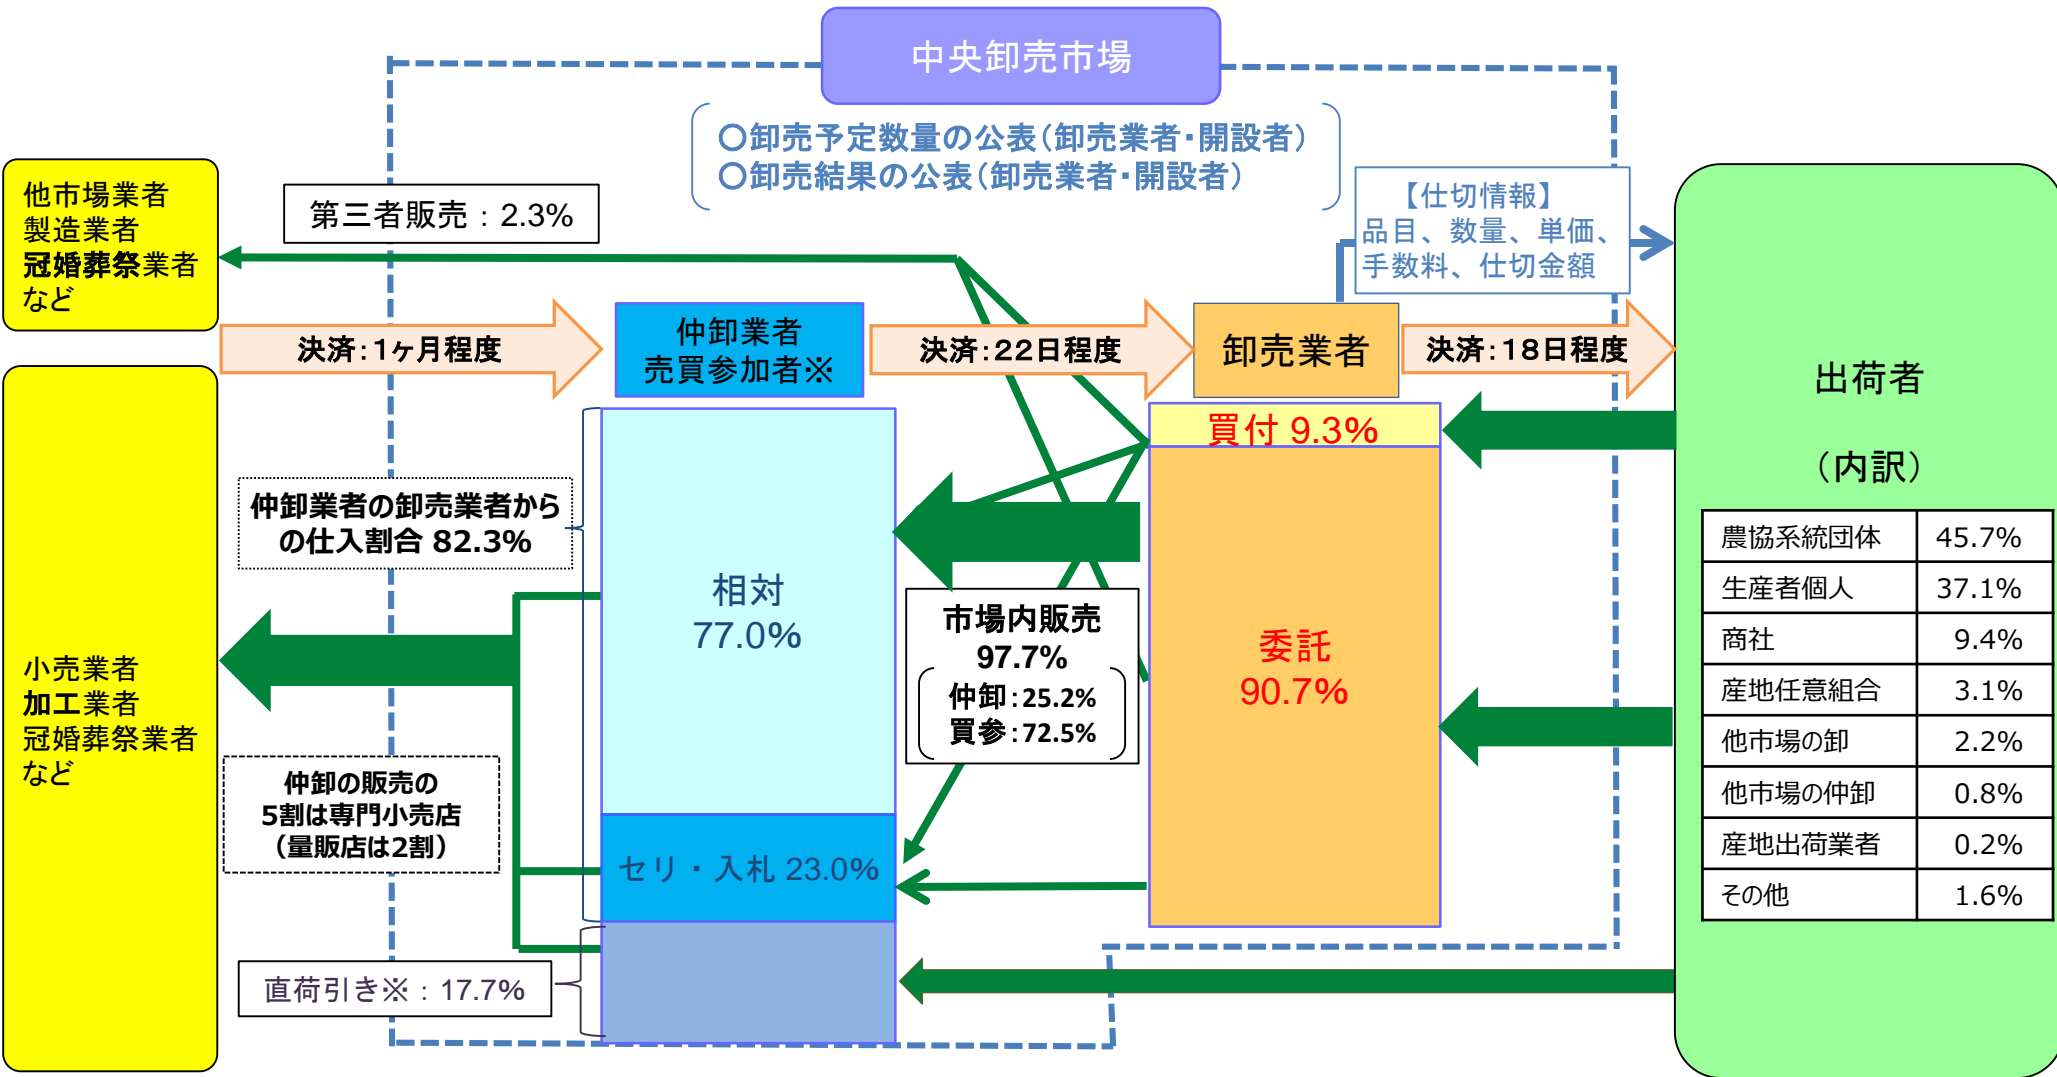 中央卸売市場
〇卸売予定数量の公表(卸売業者・開設者)
〇卸売結果の公表(卸売業者・開設者)
他市場業者
製造業者
冠婚葬祭業者
など
第三者販売：2.3%
【仕切情報】
品目、数量、単価、
手数料、仕切金額
決済：1ヶ月程度
仲卸業者
売買参加者※
決済：22日程度
卸売業者
決済：18日程度
出荷者
（内訳）
農協系統団体 45.7%
生産者個人 37.1%
商社 9.4%
産地任意組合 3.1%
他市場の卸 2.2%
他市場の仲卸 0.8%
産地出荷業者 0.2%
その他 1.6%
買付 9.3%
委託
90.7%
仲卸業者の卸売業者から
の仕入割合 82.3%
相対
77.0%
市場内販売
97.7%
仲卸：25.2%
買参：72.5%
小売業者
加工業者
冠婚葬祭業者
など
仲卸の販売の
5割は専門小売店
（量販店は2割）
セリ・入札 23.0%
直荷引き※：17.7%